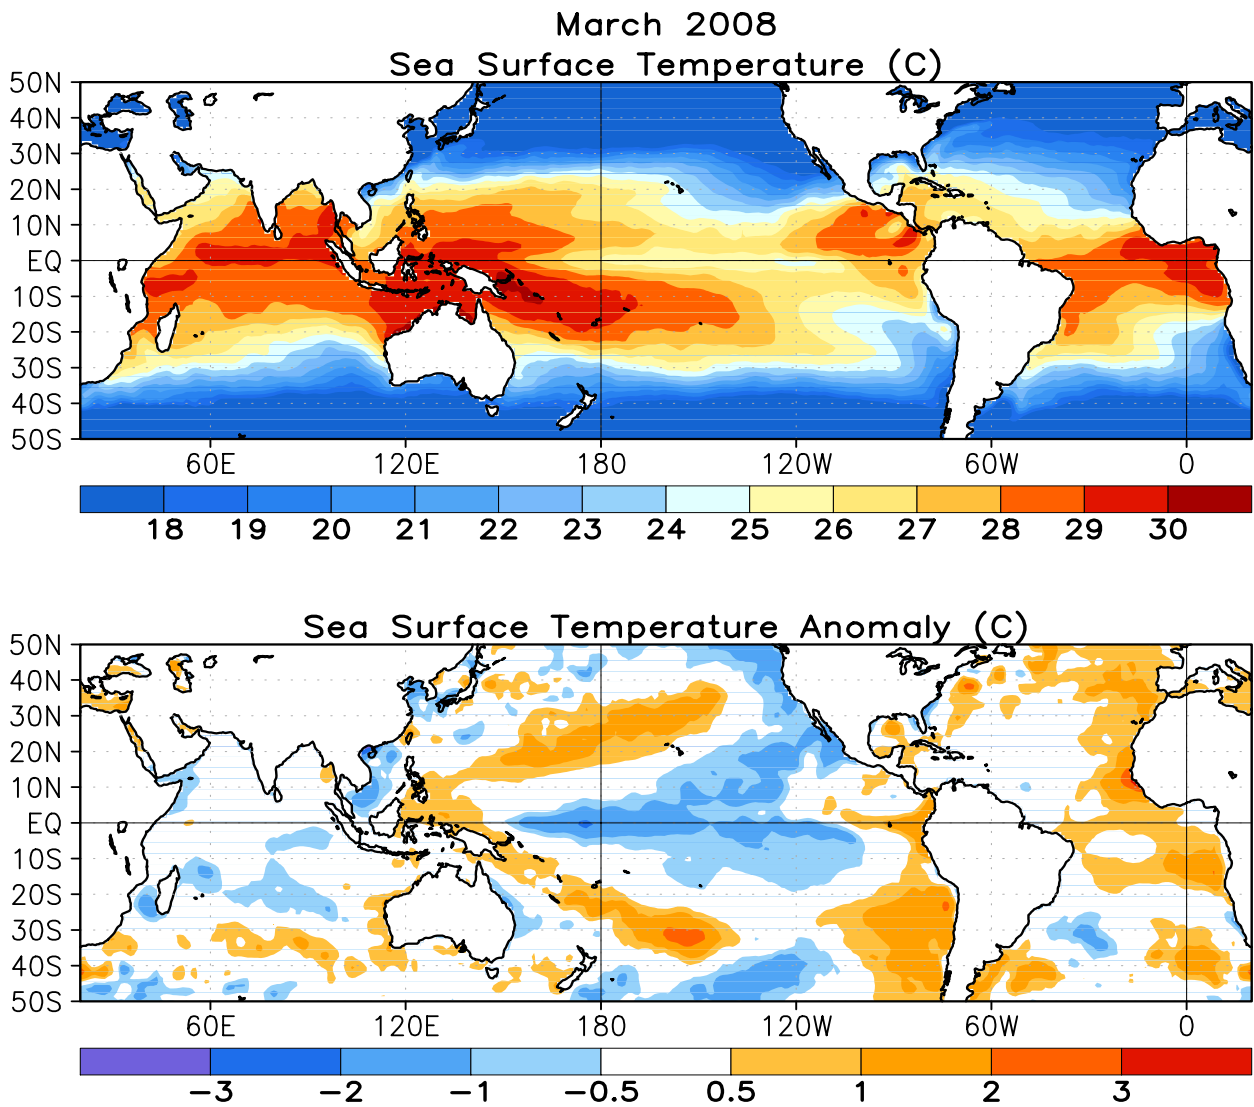 March 2008
Sea Surface Temperature (C)
50N
40N
30N
20N
10N
EQ
10S
20S
30S
40S
50S
60E 120E 180 120W 60W 0
18 19 20 21 22 23 24 25 26 27 28 29 30
Sea Surface Temperature Anomaly (C)
50N
40N
30N
20N
10N
EQ
10S
20S
30S
40S
50S
60E 120E 180 120W 60W 0
−3 −2 −1 −0.5 0.5 1 2 3